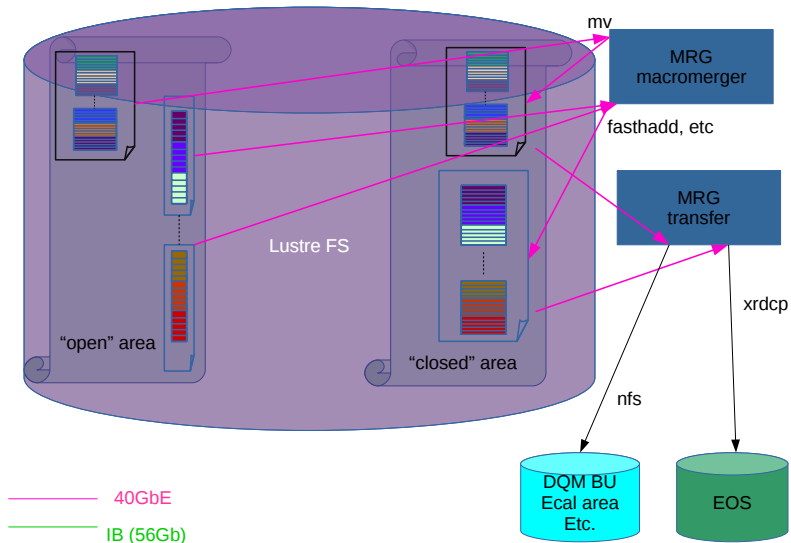 mv
MRG
macromerger
fasthadd, etc
MRG
transfer
Lustre FS
xrdcp
“open” area
“closed” area
nfs
DQM BU
Ecal area
Etc.
EOS
40GbE
IB (56Gb)